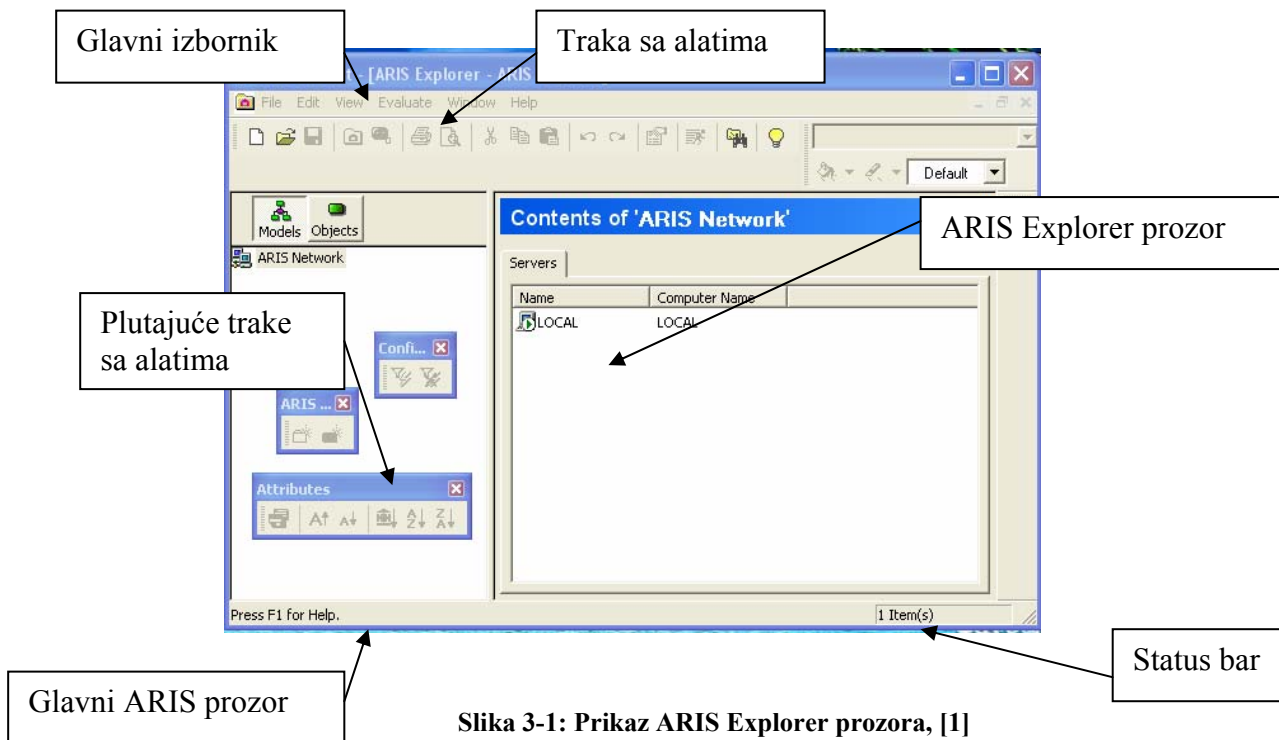 Glavni izbornik
Traka sa alatima
- [ARIS Explorer - ARIS
File Edit View Evaluate Window Help
Default
Models Objects
Contents of 'ARIS Network'
ARIS Explorer prozor
ARIS Network
Servers
Name Computer Name
LOCAL LOCAL
Plutajuće trake
sa alatima
Confi...
ARIS ...
Attributes
Press F1 for Help.
1 Item(s)
Status bar
Glavni ARIS prozor
Slika 3-1: Prikaz ARIS Explorer prozora, [1]